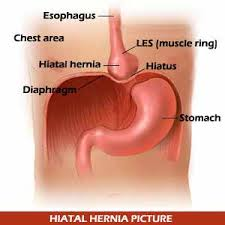 Esophagus
Chest area
LES (muscle ring)
Hiatal hernia
Hiatus
Diaphragm
Stomach
HIATAL HERNIA PICTURE